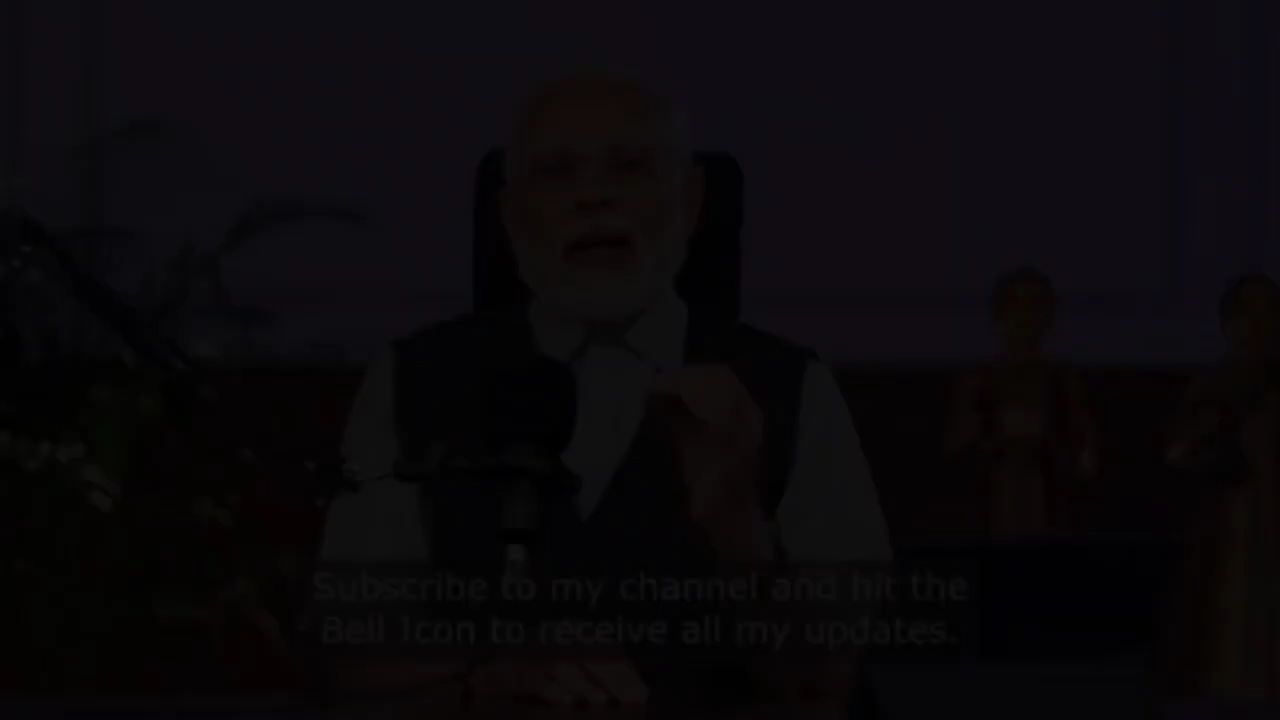 Subscribe to my channel and hit the
Bell Icon to receive all my updates.